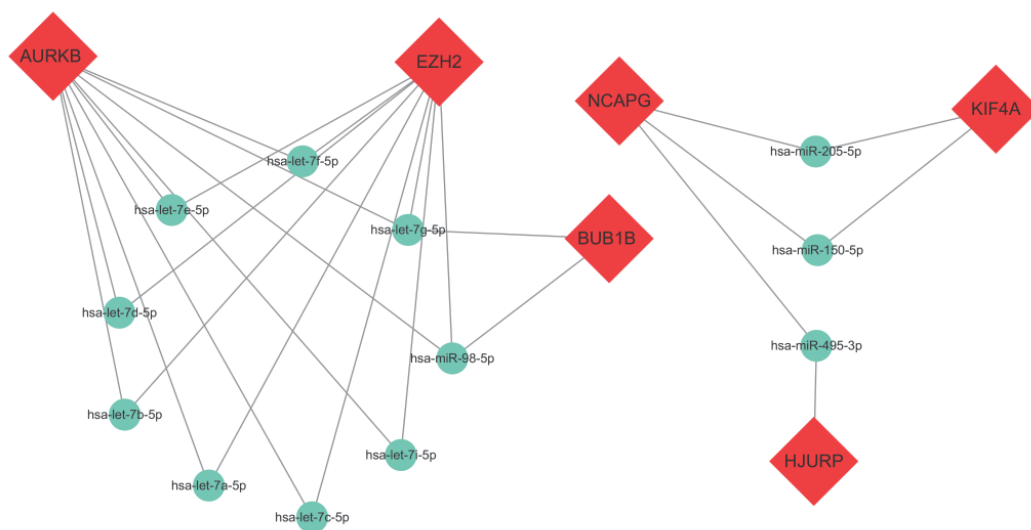 AURKB
EZH2
NCAPG
KIF4A
hsa-let-7f-5p
hsa-miR-205-5p
hsa-let-7e-5p
hsa-let-7g-5p
BUB1B
hsa-miR-150-5p
hsa-let-7d-5p
hsa-miR-98-5p
hsa-miR-495-3p
hsa-let-7b-5p
hsa-let-7i-5p
HJURP
hsa-let-7a-5p
hsa-let-7c-5p